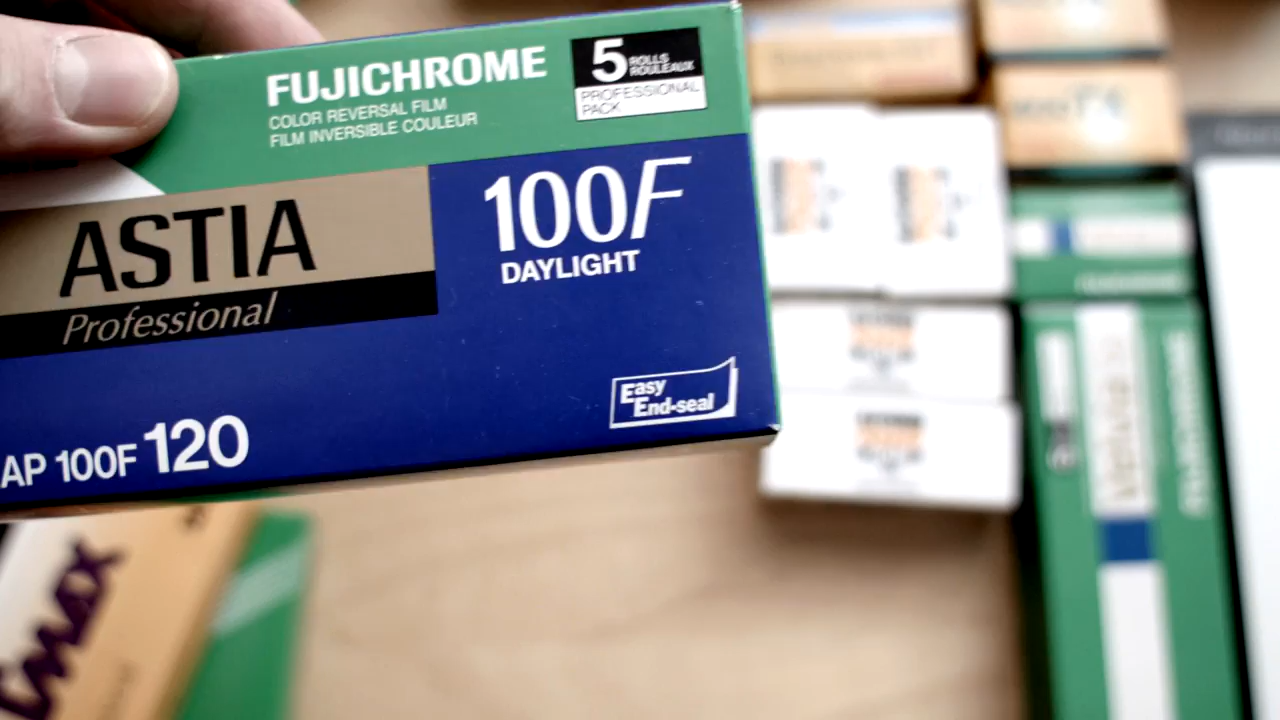 FUJICHROME
COLOR REVERSAL FILM
FILM INVERSIBLE COULEUR
5 ROLLS
ROULEAUX
PROFESSIONAL
PACK
ASTIA
Professional
100F
DAYLIGHT
Easy
End-seal
AP 100F 120